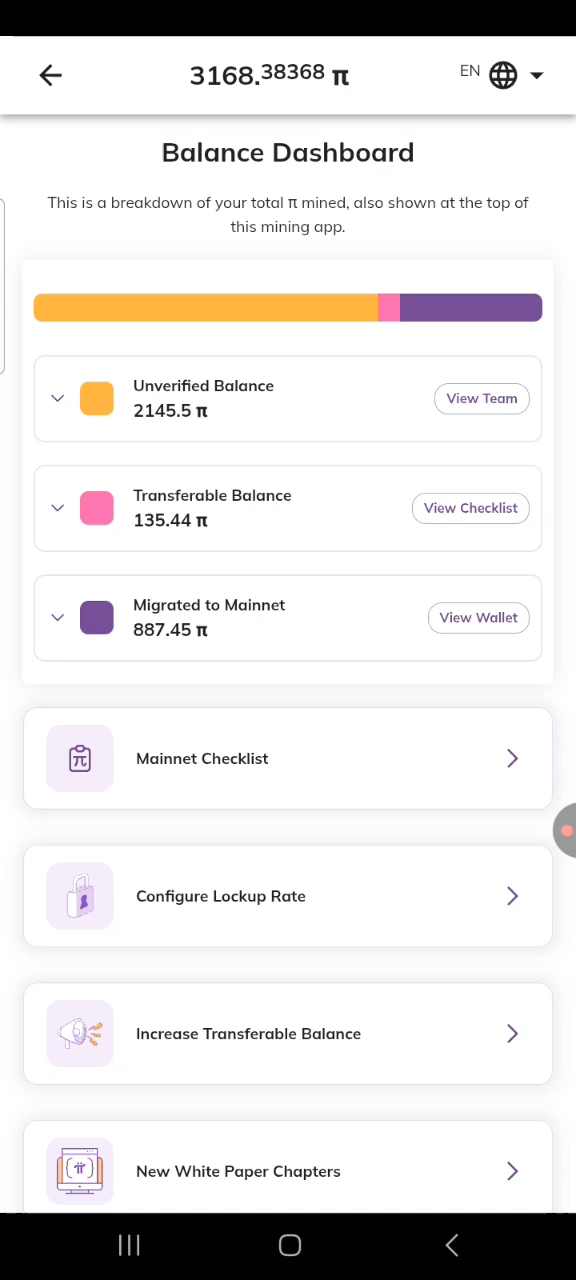 3168.38368 π
EN
Balance Dashboard
This is a breakdown of your total π mined, also shown at the top of
this mining app.
Unverified Balance
2145.5 π
View Team
Transferable Balance
135.44 π
View Checklist
Migrated to Mainnet
887.45 π
View Wallet
Mainnet Checklist
Configure Lockup Rate
Increase Transferable Balance
New White Paper Chapters